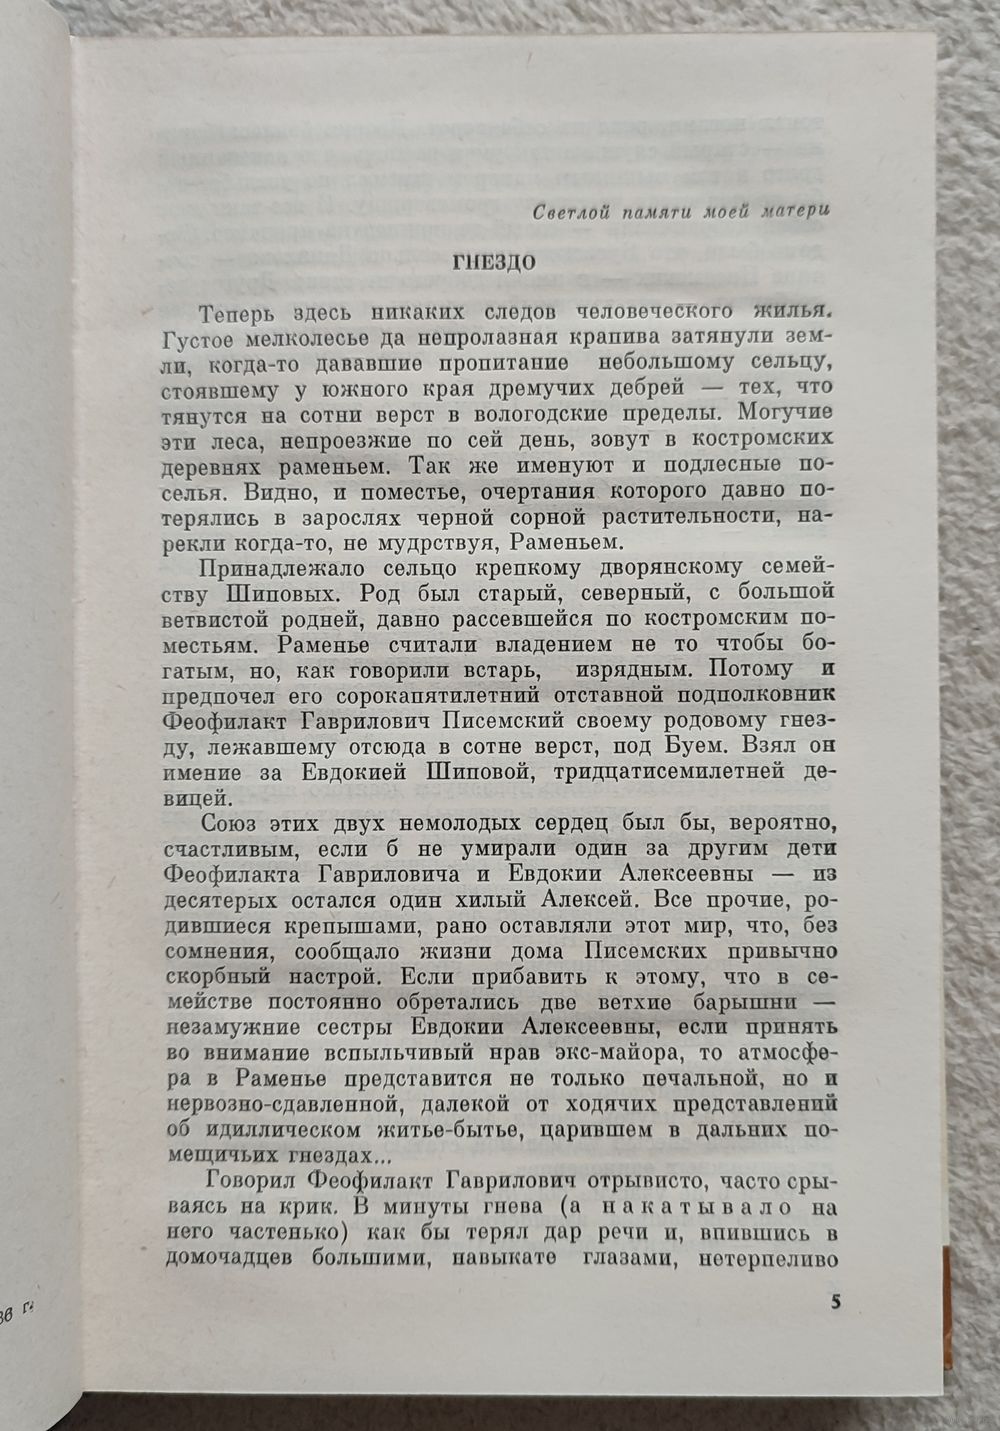 Светлой памяти моей матери
ГНЕЗДО
Теперь здесь никаких следов человеческого жилья.
Густое мелколесье да непролазная крапива затянули зем-
ли, когда-то дававшие пропитание небольшому сельцу,
стоявшему у южного края дремучих дебрей — тех, что
тянутся на сотни верст в вологодские пределы. Могучие
эти леса, непроезжие по сей день, зовут в костромских
деревнях раменьем. Так же именуют и подлесные по-
селья. Видно, и поместье, очертания которого давно по-
терялись в зарослях черной сорной растительности, на-
рекли когда-то, не мудрствуя, Раменьем.
Принадлежало сельцо крепкому дворянскому семей-
ству Шиповых. Род был старый, северный, с большой
ветвистой родней, давно рассевшейся по костромским по-
местьям. Раменье считали владением не то чтобы бо-
гатым, но, как говорили встарь, изрядным. Потому и
предпочел его сорокапятилетний отставной подполковник
Феофилакт Гаврилович Писемский своему родовому гнез-
ду, лежавшему отсюда в сотне верст, под Буем. Взял он
имение за Евдокией Шиповой, тридцатисемилетней де-
вицей.
Союз этих двух немолодых сердец был бы, вероятно,
счастливым, если б не умирали один за другим дети
Феофилакта Гавриловича и Евдокии Алексеевны — из
десятерых остался один хилый Алексей. Все прочие, ро-
дившиеся крепышами, рано оставляли этот мир, что, без
сомнения, сообщало жизни дома Писемских привычно
скорбный настрой. Если прибавить к этому, что в се-
мействе постоянно обретались две ветхие барышни —
незамужние сестры Евдокии Алексеевны, если принять
во внимание вспыльчивый нрав экс-майора, то атмосфе-
ра в Раменье представится не только печальной, но и
нервозно-сдавленной, далекой от ходячих представлений
об идиллическом житье-бытье, царившем в дальних по-
мещичьих гнездах...
Говорил Феофилакт Гаврилович отрывисто, часто сры-
ваясь на крик. В минуты гнева (а накатывало на
него частенько) как бы терял дар речи и, впившись в
домочадцев большими, навыкате глазами, нетерпеливо
5